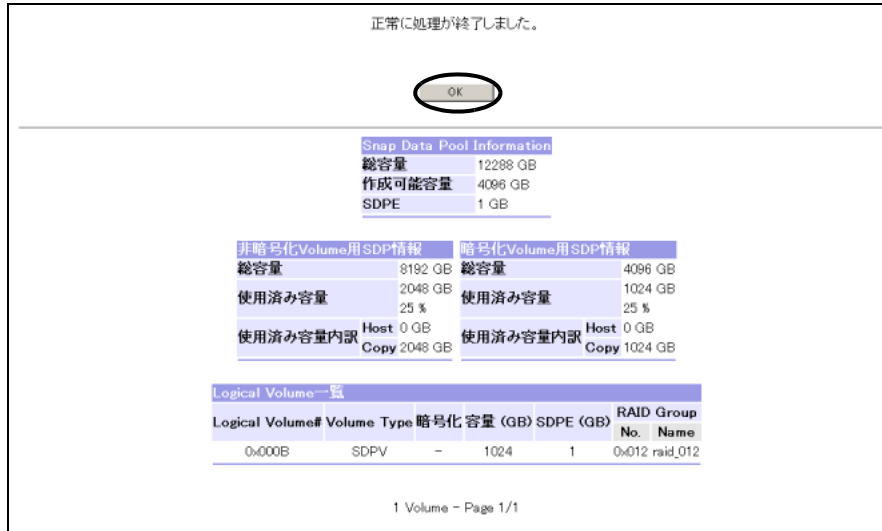 正常に処理が終了しました。
OK
Snap Data Pool Information
総容量 12288 GB
作成可能容量 4096 GB
SDPE 1 GB
非暗号化Volume用SDP情報
総容量 8192 GB
使用済み容量 2048 GB
25 %
使用済み容量内訳 Host 0 GB
Copy 2048 GB
暗号化Volume用SDP情報
総容量 4096 GB
使用済み容量 1024 GB
25 %
使用済み容量内訳 Host 0 GB
Copy 1024 GB
Logical Volume一覧
Logical Volume# Volume Type 暗号化 容量 (GB) SDPE (GB) RAID Group
No. Name
0x000B SDPV - 1024 1 0x012 raid_012
1 Volume - Page 1/1